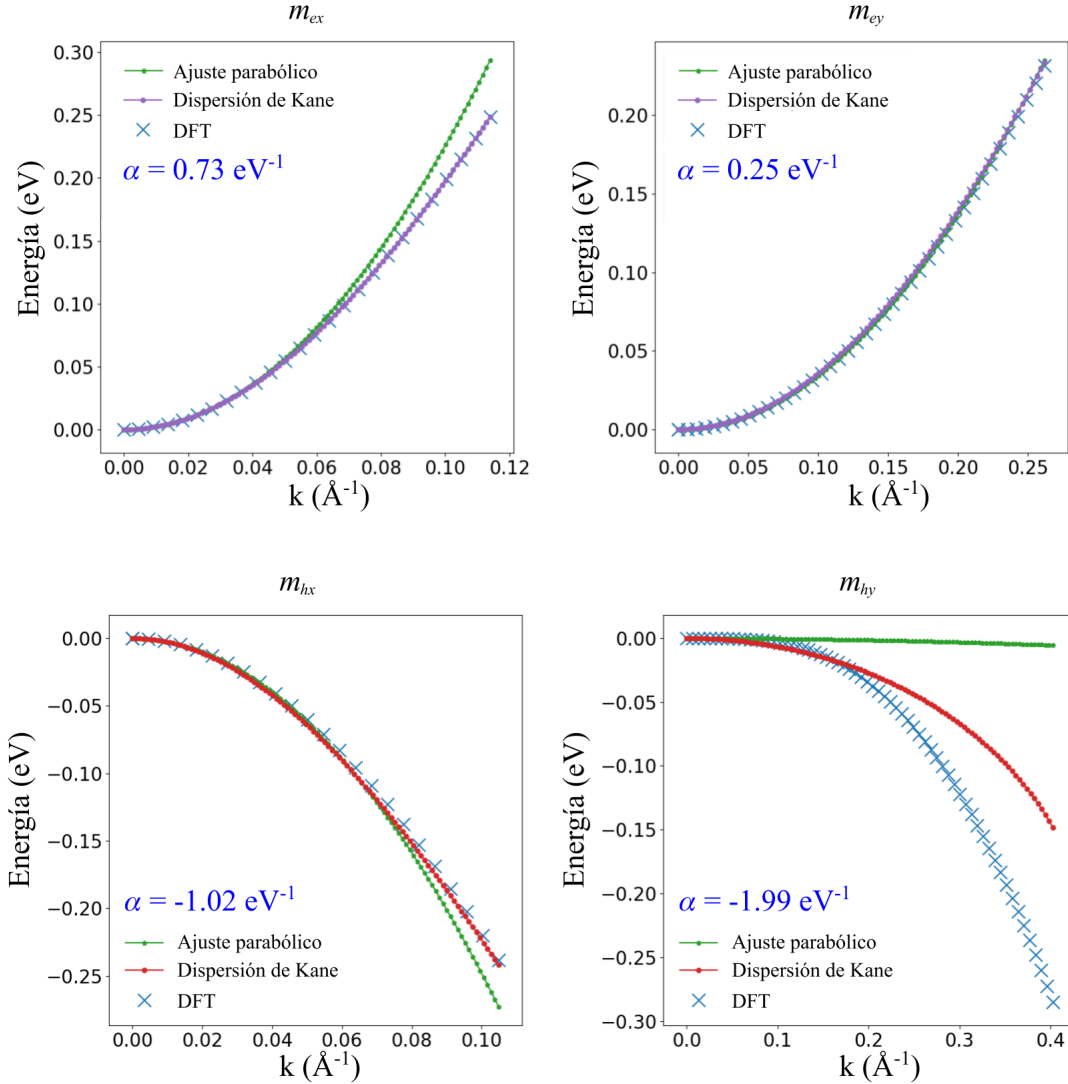 m_ex
0.30
0.25
0.20
0.15
0.10
0.05
0.00
Energía (eV)
Ajuste parabólico
Dispersión de Kane
DFT
α = 0.73 eV⁻¹
0.00 0.02 0.04 0.06 0.08 0.10 0.12
k (Å⁻¹)
m_ey
0.20
0.15
0.10
0.05
0.00
Energía (eV)
Ajuste parabólico
Dispersión de Kane
DFT
α = 0.25 eV⁻¹
0.00 0.05 0.10 0.15 0.20 0.25
k (Å⁻¹)
m_hx
0.00
−0.05
−0.10
−0.15
−0.20
−0.25
Energía (eV)
α = -1.02 eV⁻¹
Ajuste parabólico
Dispersión de Kane
DFT
0.00 0.02 0.04 0.06 0.08 0.10
k (Å⁻¹)
m_hy
0.00
−0.05
−0.10
−0.15
−0.20
−0.25
−0.30
Energía (eV)
α = -1.99 eV⁻¹
Ajuste parabólico
Dispersión de Kane
DFT
0.0 0.1 0.2 0.3 0.4
k (Å⁻¹)